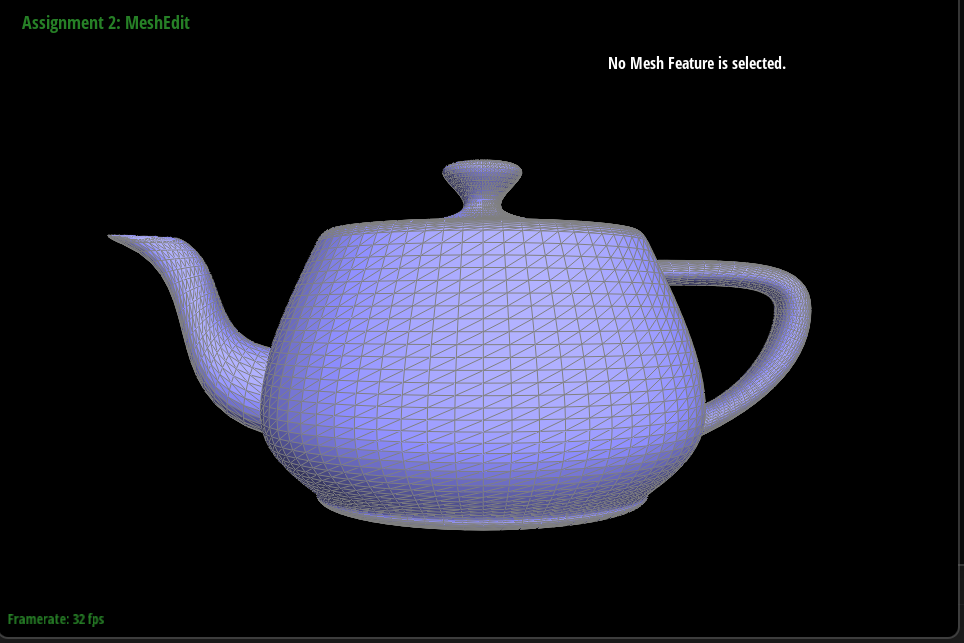 Assignment 2: MeshEdit
No Mesh Feature is selected.
Framerate: 32 fps